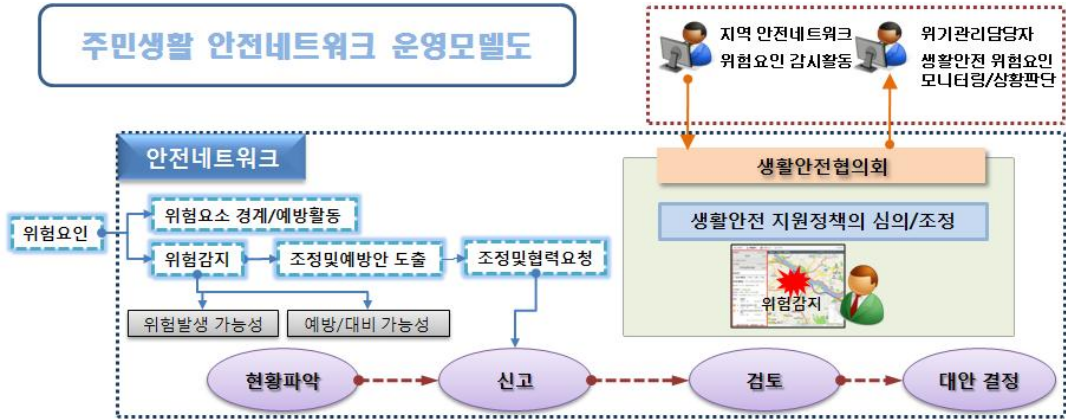 주민생활 안전네트워크 운영모델도
지역 안전네트워크
위험요인 감시활동
위기관리담당자
생활안전 위험요인
모니터링/상황판단
안전네트워크
생활안전협의회
위험요소 경계/예방활동
생활안전 지원정책의 심의/조정
위험요인
위험감지
조정및예방안 도출
조정및협력요청
위험감지
위험발생 가능성
예방/대비 가능성
현황파악
신고
검토
대안 결정